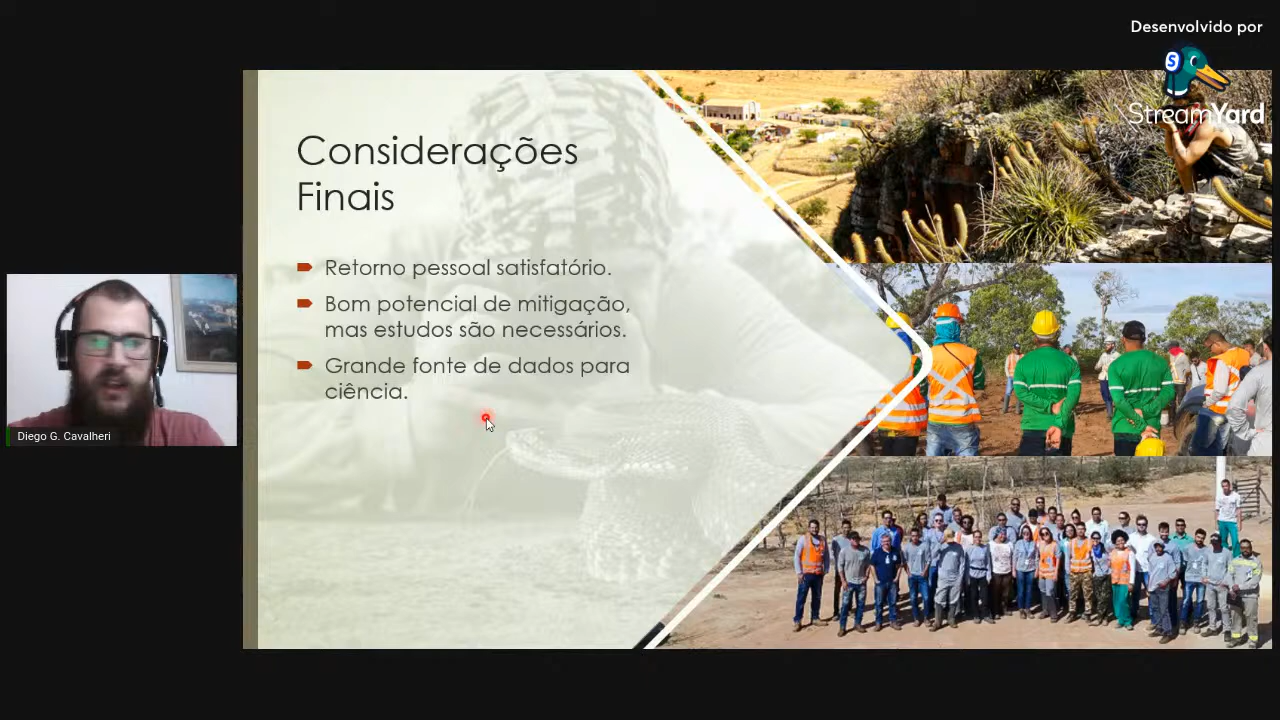 Desenvolvido por
S
StreamYard
Considerações
Finais
Retorno pessoal satisfatório.
Bom potencial de mitigação,
mas estudos são necessários.
Grande fonte de dados para
ciência.
Diego G. Cavalheri